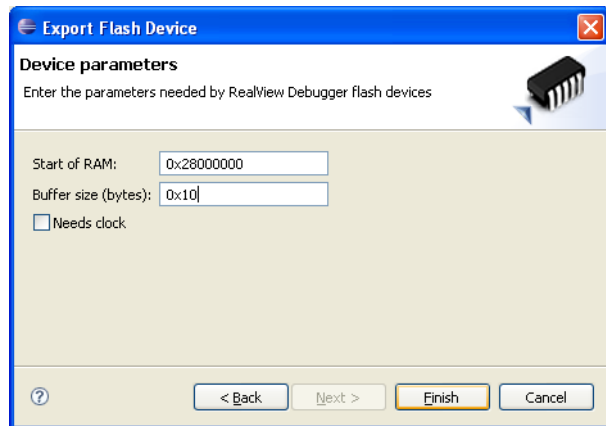 Export Flash Device
Device parameters
Enter the parameters needed by RealView Debugger flash devices
Start of RAM: 0x28000000
Buffer size (bytes): 0x10
Needs clock
? < Back Next > Finish Cancel